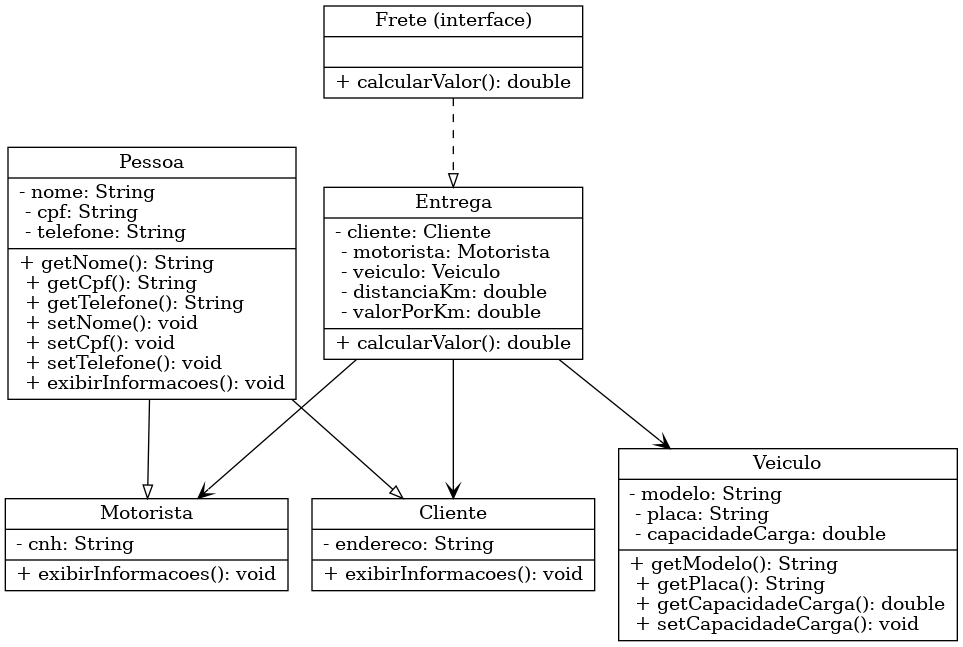 Frete (interface)
+ calcularValor(): double
Pessoa
- nome: String
- cpf: String
- telefone: String
+ getNome(): String
+ getCpf(): String
+ getTelefone(): String
+ setNome(): void
+ setCpf(): void
+ setTelefone(): void
+ exibirInformacoes(): void
Entrega
- cliente: Cliente
- motorista: Motorista
- veiculo: Veiculo
- distanciaKm: double
- valorPorKm: double
+ calcularValor(): double
Motorista
- cnh: String
+ exibirInformacoes(): void
Cliente
- endereco: String
+ exibirInformacoes(): void
Veiculo
- modelo: String
- placa: String
- capacidadeCarga: double
+ getModelo(): String
+ getPlaca(): String
+ getCapacidadeCarga(): double
+ setCapacidadeCarga(): void